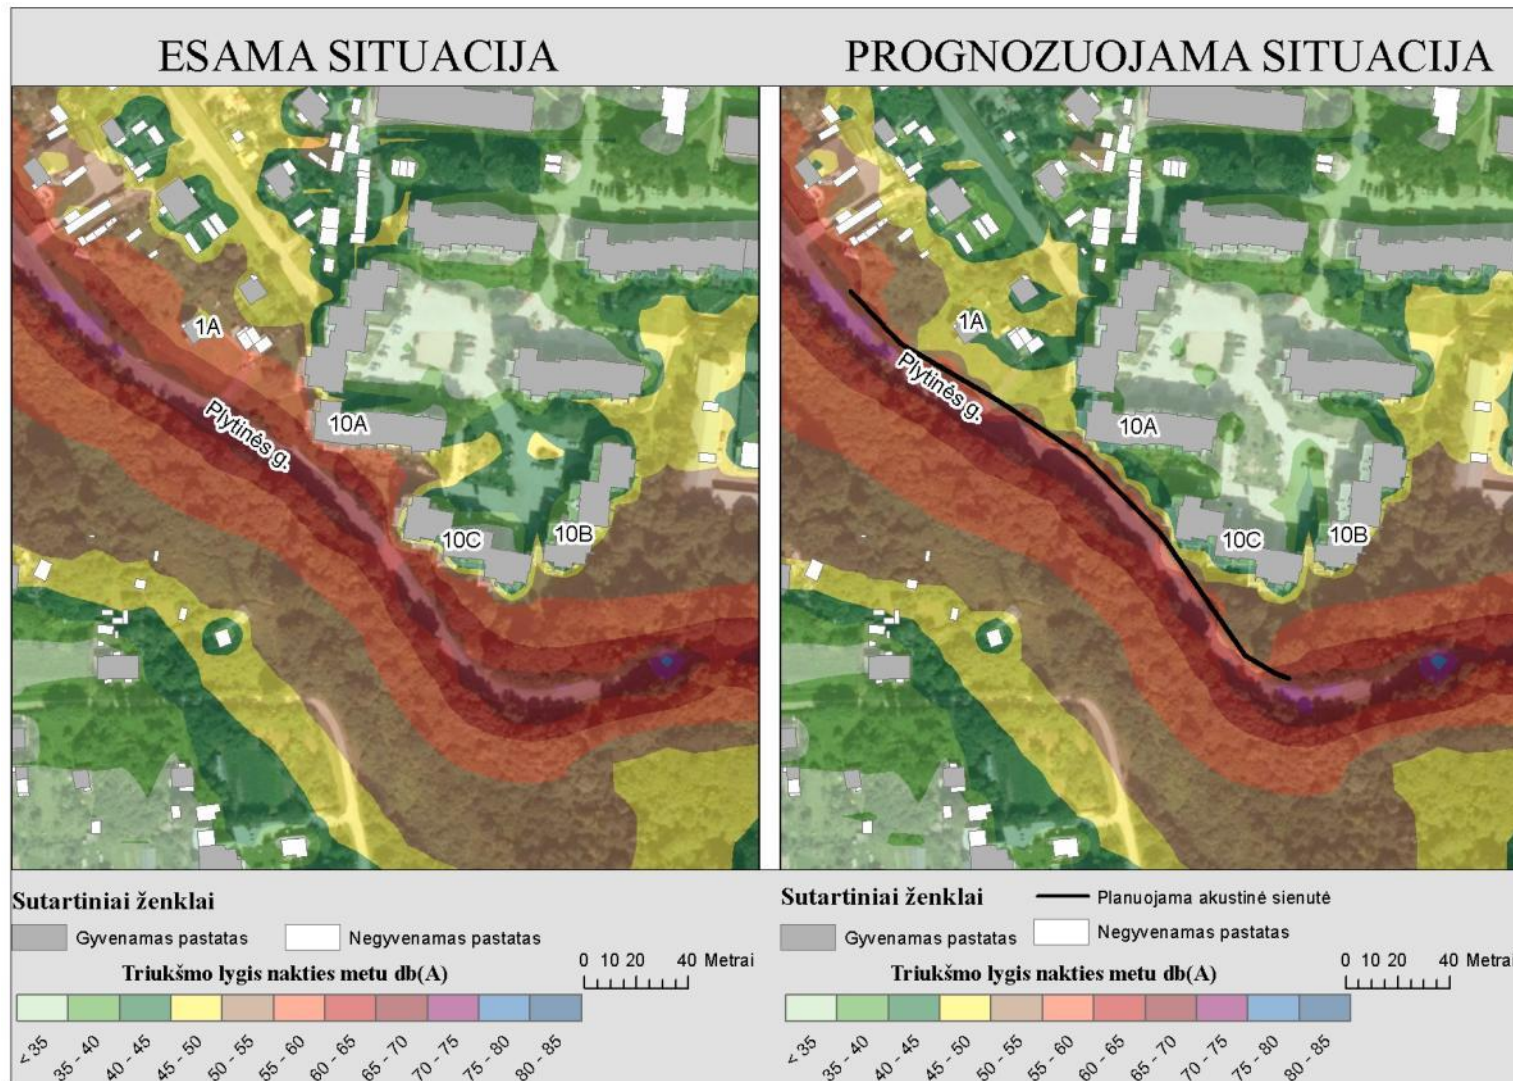 ESAMA SITUACIJA
PROGNOZUOJAMA SITUACIJA
1A
Plytinės g.
10A
10C
10B
1A
Plytinės g.
10A
10C
10B
Sutartiniai ženklai
Gyvenamas pastatas
Negyvenamas pastatas
Triukšmo lygis nakties metu db(A)
0 10 20 40 Metrai
< 35
35 - 40
40 - 45
45 - 50
50 - 55
55 - 60
60 - 65
65 - 70
70 - 75
75 - 80
80 - 85
Sutartiniai ženklai
Planuojama akustinė sienutė
Gyvenamas pastatas
Negyvenamas pastatas
Triukšmo lygis nakties metu db(A)
0 10 20 40 Metrai
< 35
35 - 40
40 - 45
45 - 50
50 - 55
55 - 60
60 - 65
65 - 70
70 - 75
75 - 80
80 - 85